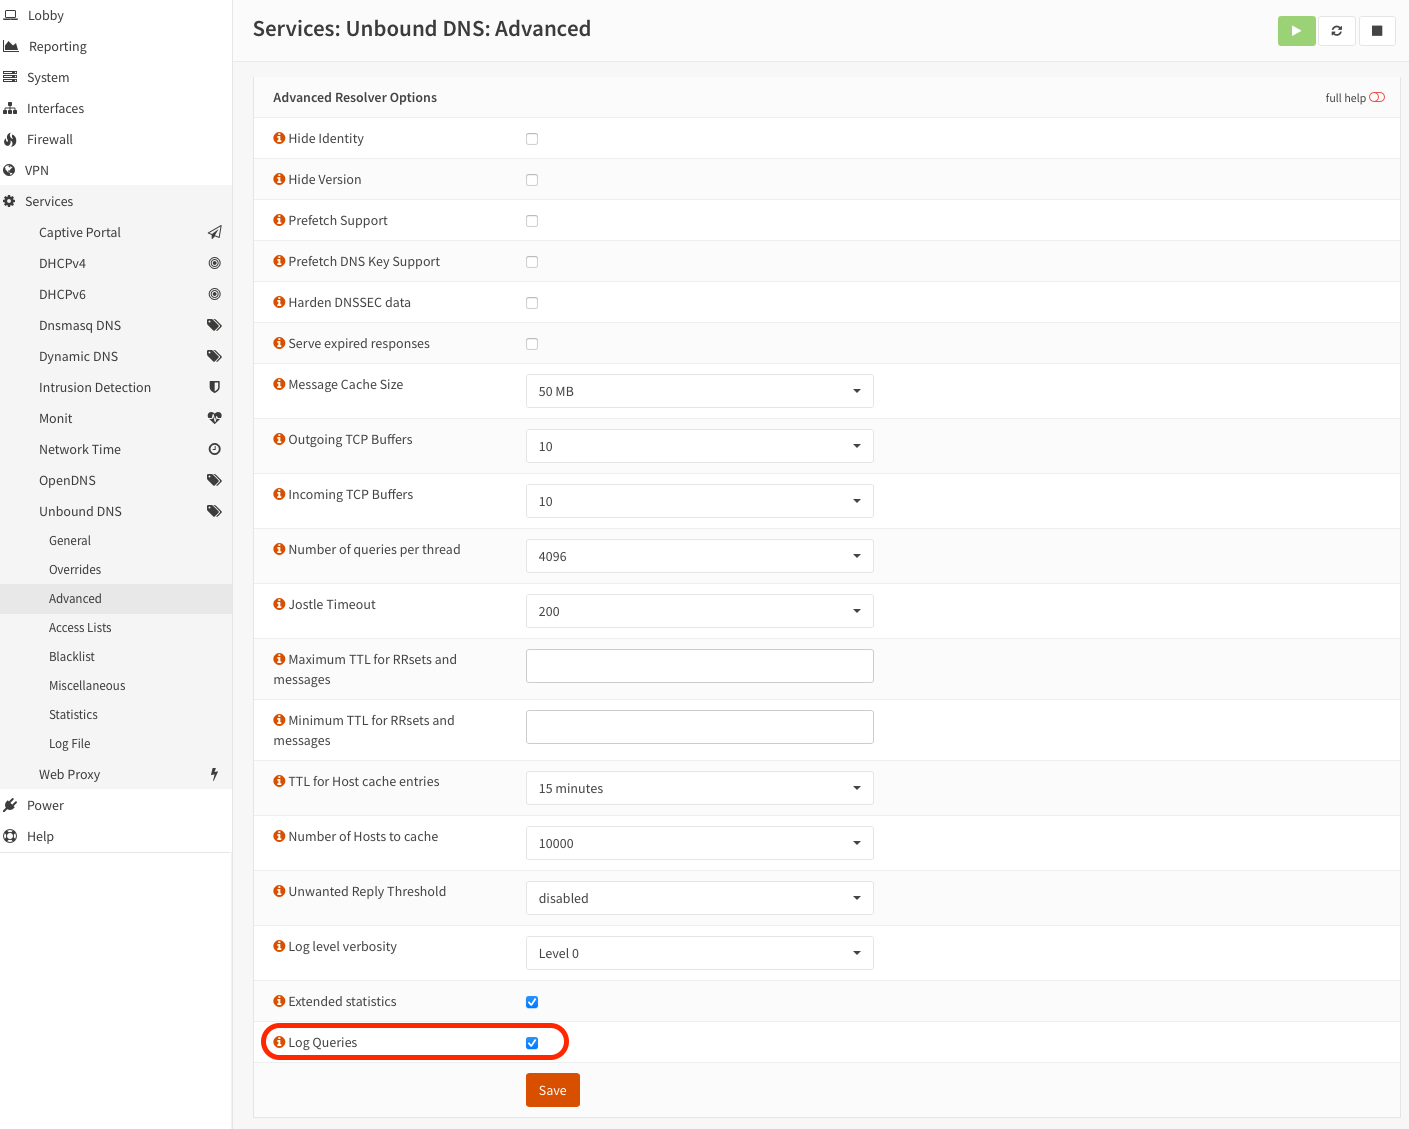 Lobby
Reporting
System
Interfaces
Firewall
VPN
Services
Captive Portal
DHCPv4
DHCPv6
Dnsmasq DNS
Dynamic DNS
Intrusion Detection
Monit
Network Time
OpenDNS
Unbound DNS
General
Overrides
Advanced
Access Lists
Blacklist
Miscellaneous
Statistics
Log File
Web Proxy
Power
Help
Services: Unbound DNS: Advanced
Advanced Resolver Options
full help
Hide Identity
Hide Version
Prefetch Support
Prefetch DNS Key Support
Harden DNSSEC data
Serve expired responses
Message Cache Size
50 MB
Outgoing TCP Buffers
10
Incoming TCP Buffers
10
Number of queries per thread
4096
Jostle Timeout
200
Maximum TTL for RRsets and
messages
Minimum TTL for RRsets and
messages
TTL for Host cache entries
15 minutes
Number of Hosts to cache
10000
Unwanted Reply Threshold
disabled
Log level verbosity
Level 0
Extended statistics
Log Queries
Save